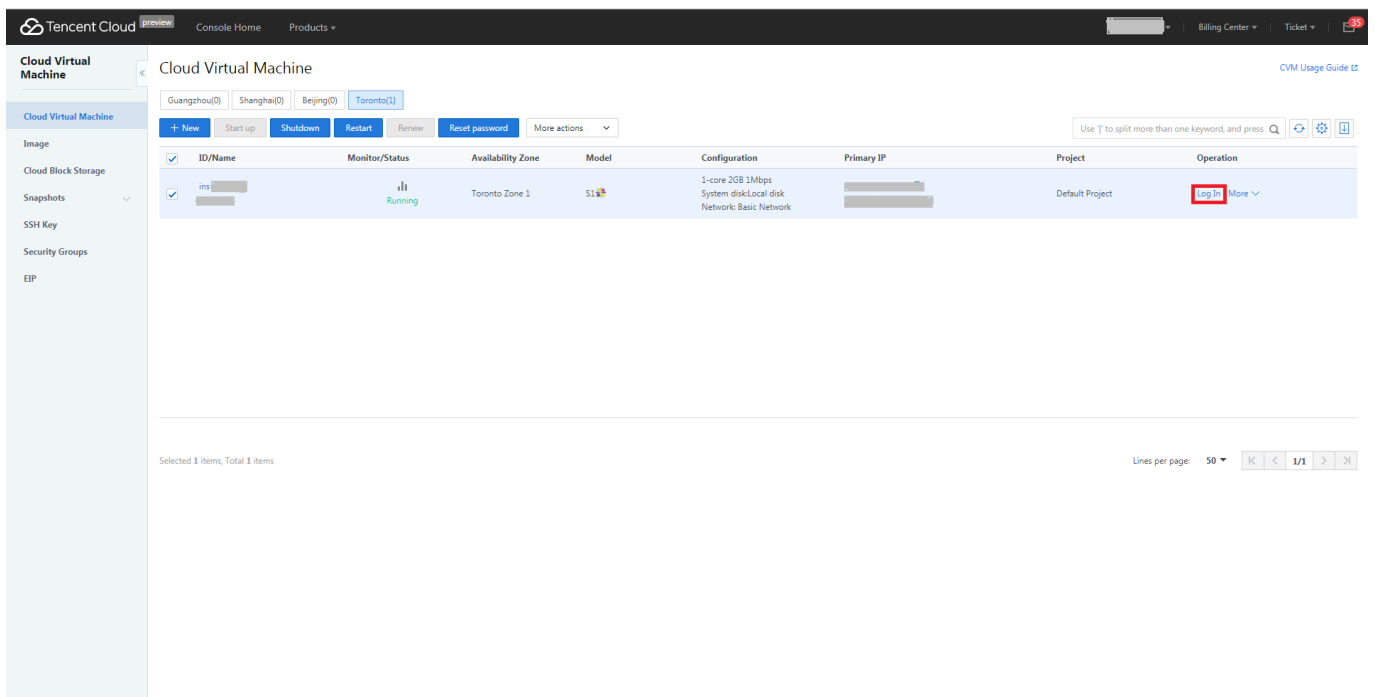 Tencent Cloud preview Console Home Products Billing Center Ticket 35
Cloud Virtual Machine
Cloud Virtual Machine
Image
Cloud Block Storage
Snapshots
SSH Key
Security Groups
EIP
Cloud Virtual Machine CVM Usage Guide
Guangzhou(0) Shanghai(0) Beijing(0) Toronto(1)
+ New Start up Shutdown Restart Renew Reset password More actions Use '|' to split more than one keyword, and press
ID/Name Monitor/Status Availability Zone Model Configuration Primary IP Project Operation
ins- Running Toronto Zone 1 S1 1-core 2GB 1Mbps
System disk:Local disk
Network: Basic Network
Default Project Log In More
Selected 1 items, Total 1 items Lines per page: 50 1/1